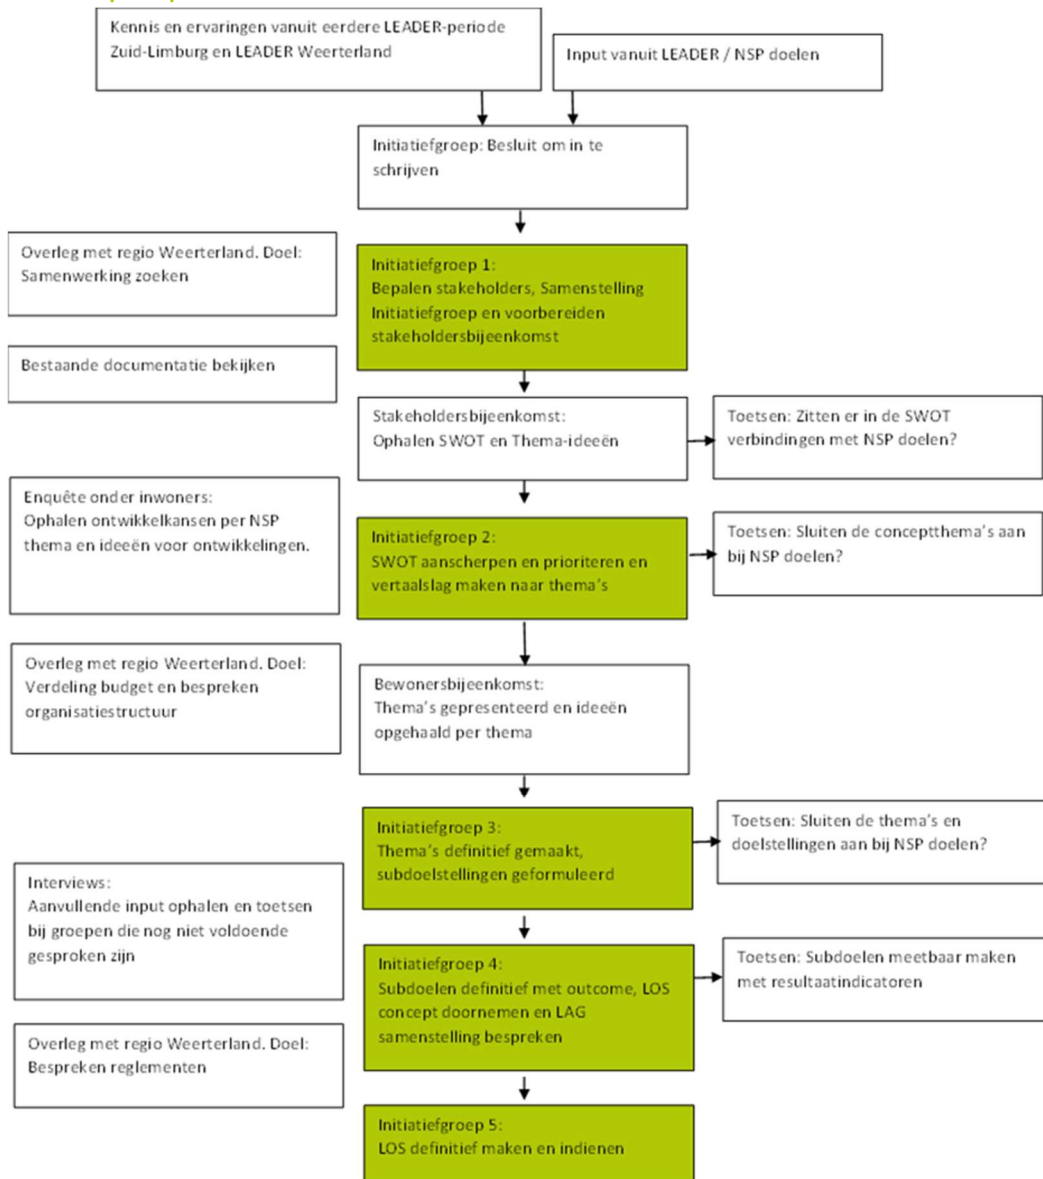 Kennis en ervaringen vanuit eerdere LEADER-periode
Zuid-Limburg en LEADER Weerterland
Input vanuit LEADER / NSP doelen
Initiatiefgroep: Besluit om in te
schrijven
Overleg met regio Weerterland. Doel:
Samenwerking zoeken
Initiatiefgroep 1:
Bepalen stakeholders, Samenstelling
Initiatiefgroep en voorbereiden
stakeholdersbijeenkomst
Bestaande documentatie bekijken
Stakeholdersbijeenkomst:
Ophalen SWOT en Thema-ideeën
Toetsen: Zitten er in de SWOT
verbindingen met NSP doelen?
Enquête onder inwoners:
Ophalen ontwikkelkansen per NSP
thema en ideeën voor ontwikkelingen.
Initiatiefgroep 2:
SWOT aanscherpen en prioriteren en
vertaalslag maken naar thema's
Toetsen: Sluiten de conceptthema's aan
bij NSP doelen?
Overleg met regio Weerterland. Doel:
Verdeling budget en bespreken
organisatiestructuur
Bewonersbijeenkomst:
Thema's gepresenteerd en ideeën
opgehaald per thema
Initiatiefgroep 3:
Thema's definitief gemaakt,
subdoelstellingen geformuleerd
Toetsen: Sluiten de thema's en
doelstellingen aan bij NSP doelen?
Interviews:
Aanvullende input ophalen en toetsen
bij groepen die nog niet voldoende
gesproken zijn
Initiatiefgroep 4:
Subdoelen definitief met outcome, LOS
concept doornemen en LAG
samenstelling bespreken
Toetsen: Subdoelen meetbaar maken
met resultaatindicatoren
Overleg met regio Weerterland. Doel:
Bespreken reglementen
Initiatiefgroep 5:
LOS definitief maken en indienen